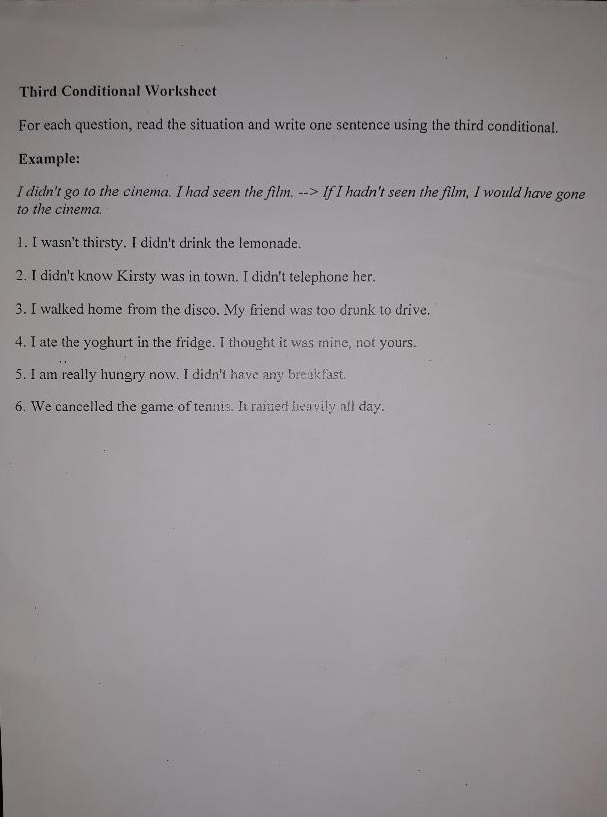 Third Conditional Worksheet
For each question, read the situation and write one sentence using the third conditional.
Example:
I didn't go to the cinema. I had seen the film. --> If I hadn't seen the film, I would have gone
to the cinema.
1. I wasn't thirsty. I didn't drink the lemonade.
2. I didn't know Kirsty was in town. I didn't telephone her.
3. I walked home from the disco. My friend was too drunk to drive.
4. I ate the yoghurt in the fridge. I thought it was mine, not yours.
5. I am really hungry now. I didn't have any breakfast.
6. We cancelled the game of tennis. It rained heavily all day.